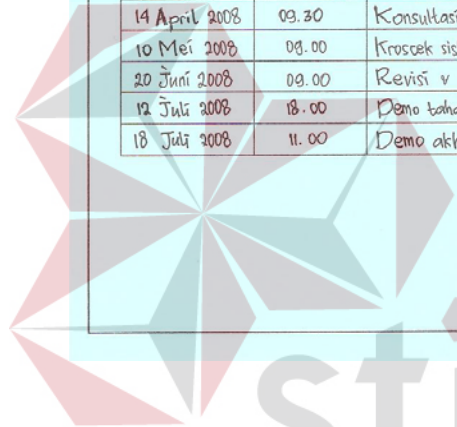 14 April 2008 09.30 Konsultasi
10 Mei 2008 09.00 Kroscek sis
20 Juni 2008 09.00 Revisi v
12 Juli 2008 18.00 Demo taha
18 Juli 2008 11.00 Demo akh
st